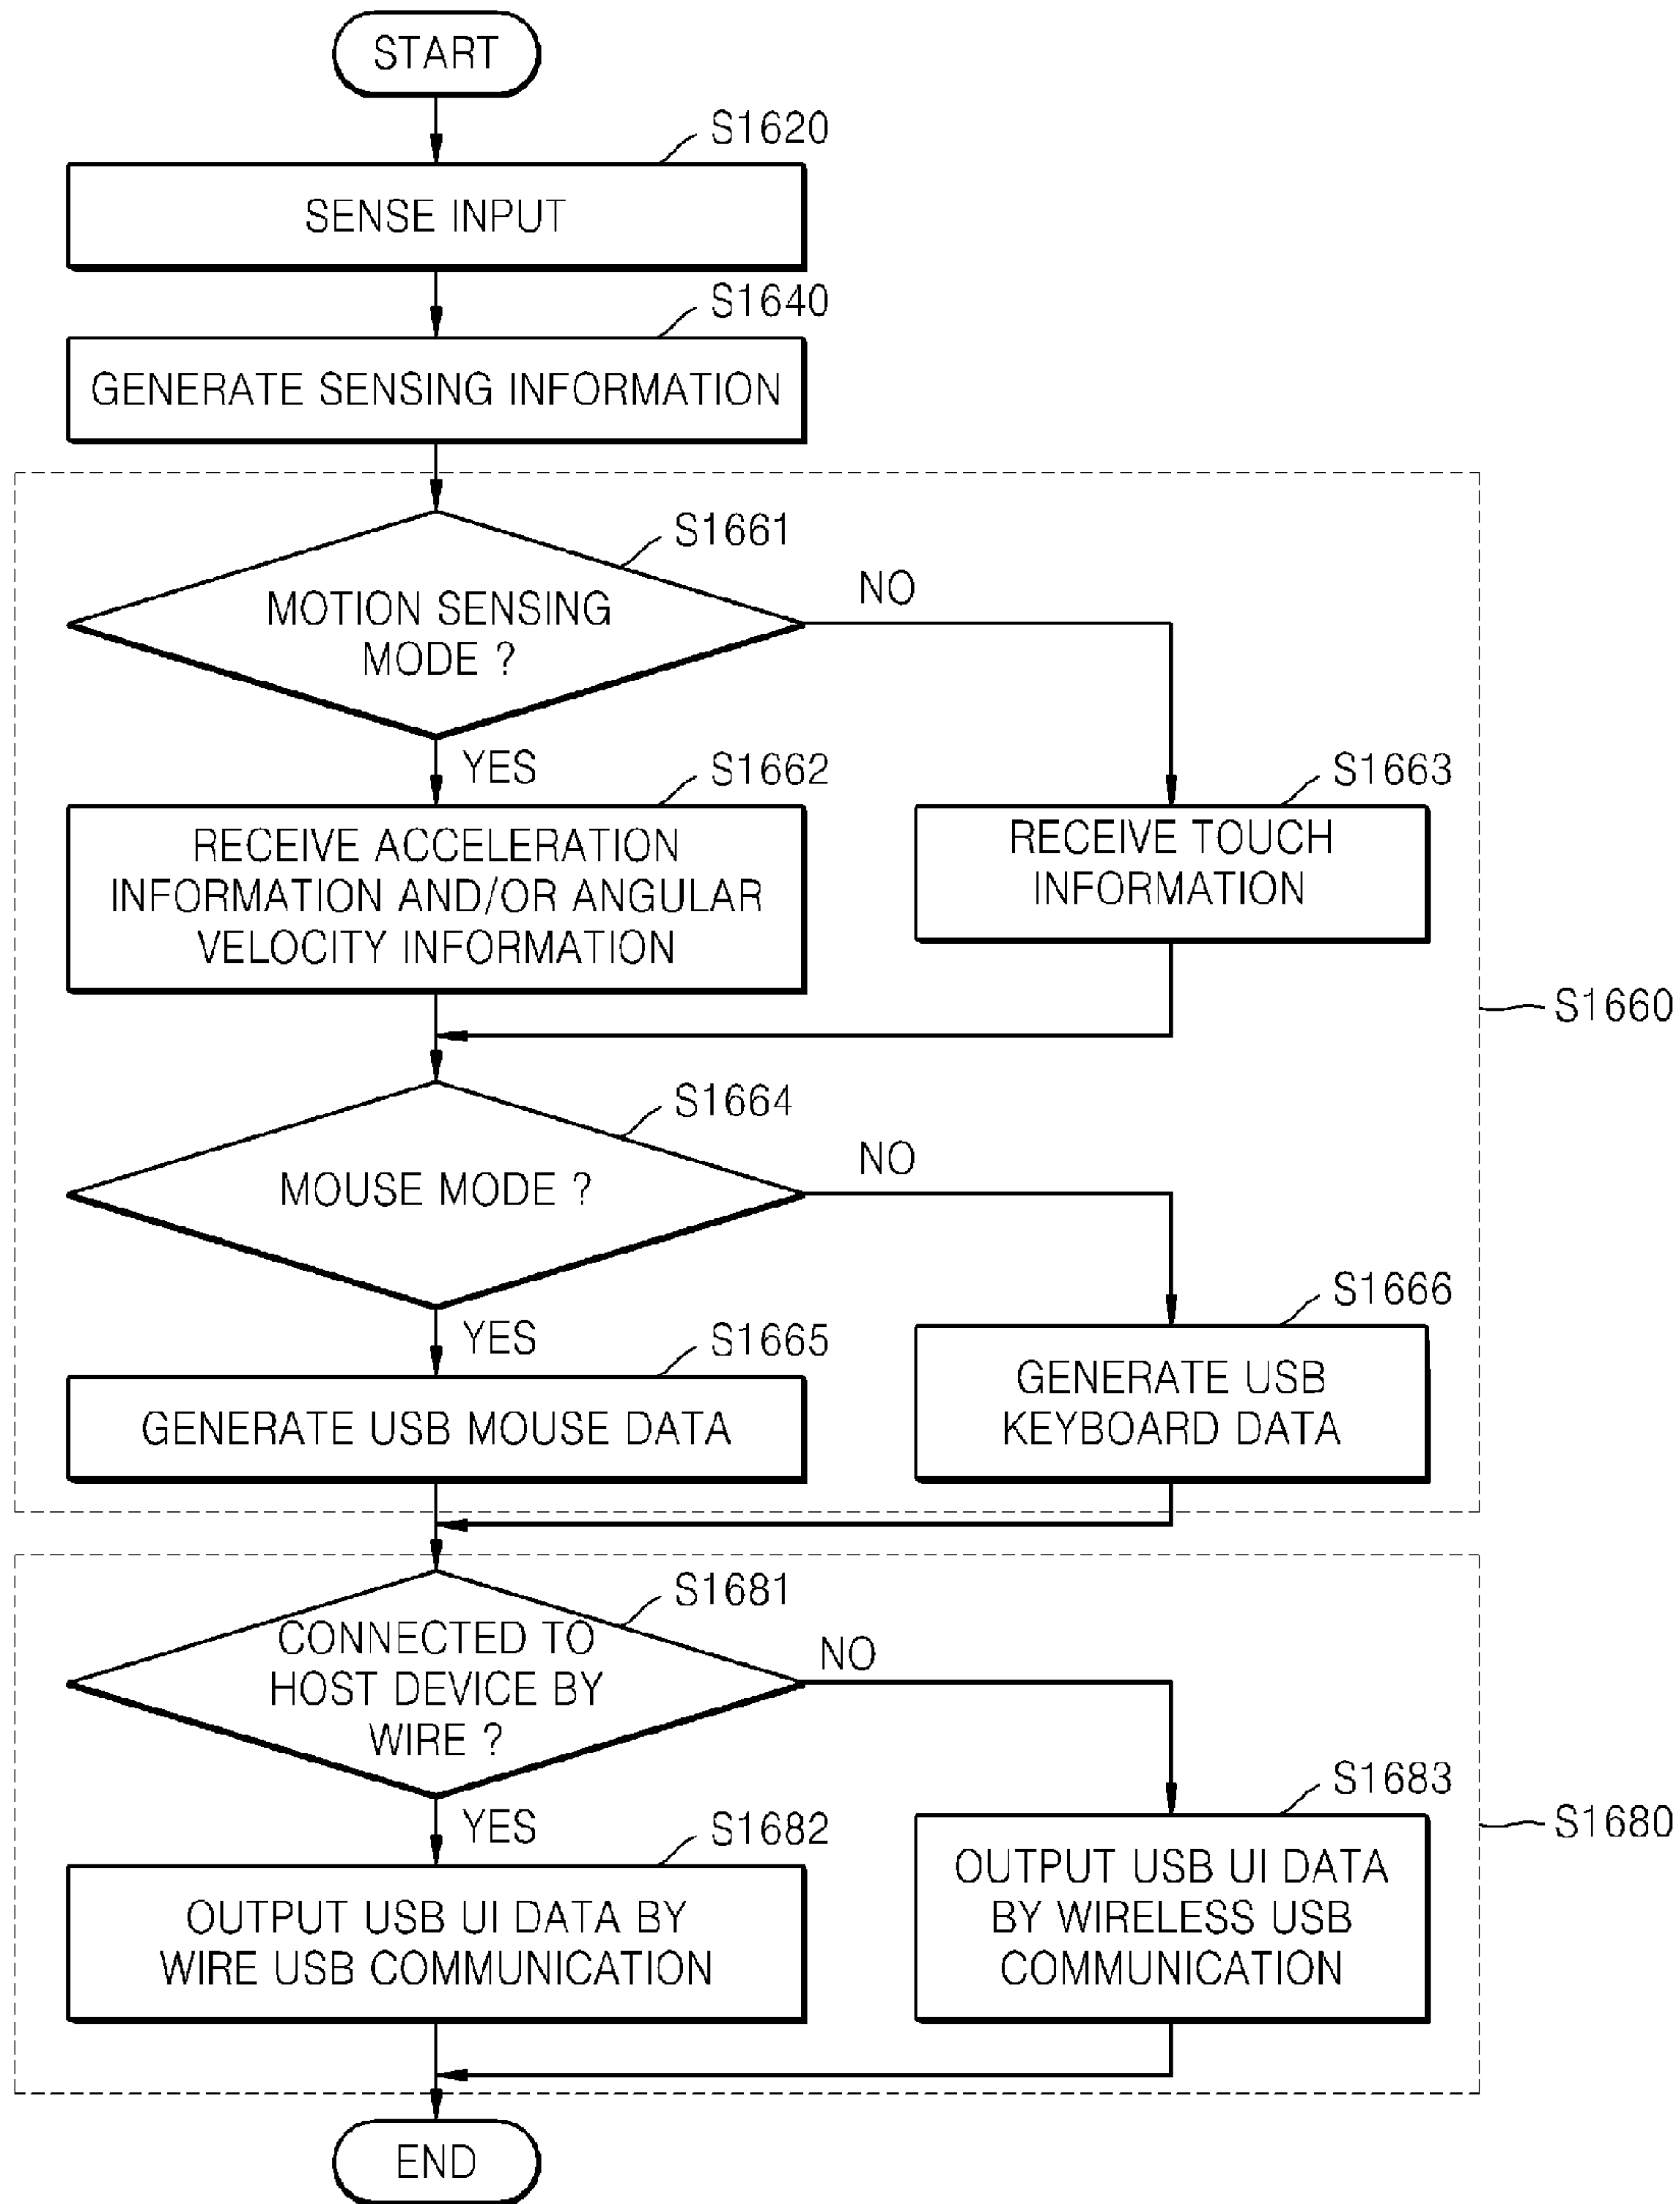 START
S1620
SENSE INPUT
S1640
GENERATE SENSING INFORMATION
S1661
MOTION SENSING
MODE ?
NO
YES
S1662
RECEIVE ACCELERATION
INFORMATION AND/OR ANGULAR
VELOCITY INFORMATION
S1663
RECEIVE TOUCH
INFORMATION
S1660
S1664
MOUSE MODE ?
NO
YES
S1665
GENERATE USB MOUSE DATA
S1666
GENERATE USB
KEYBOARD DATA
S1681
CONNECTED TO
HOST DEVICE BY
WIRE ?
NO
YES
S1682
OUTPUT USB UI DATA BY
WIRE USB COMMUNICATION
S1683
OUTPUT USB UI DATA
BY WIRELESS USB
COMMUNICATION
S1680
END